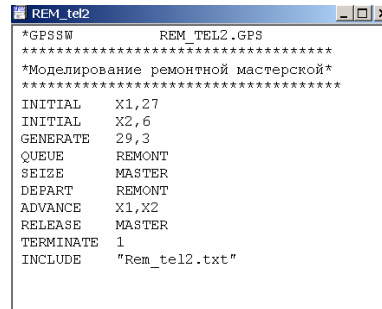 REM_tel2
*GPSSW REM_TEL2.GPS
************************************
*Моделирование ремонтной мастерской*
*************************************
INITIAL X1,27
INITIAL X2,6
GENERATE 29,3
QUEUE REMONT
SEIZE MASTER
DEPART REMONT
ADVANCE X1,X2
RELEASE MASTER
TERMINATE 1
INCLUDE "Rem_tel2.txt"